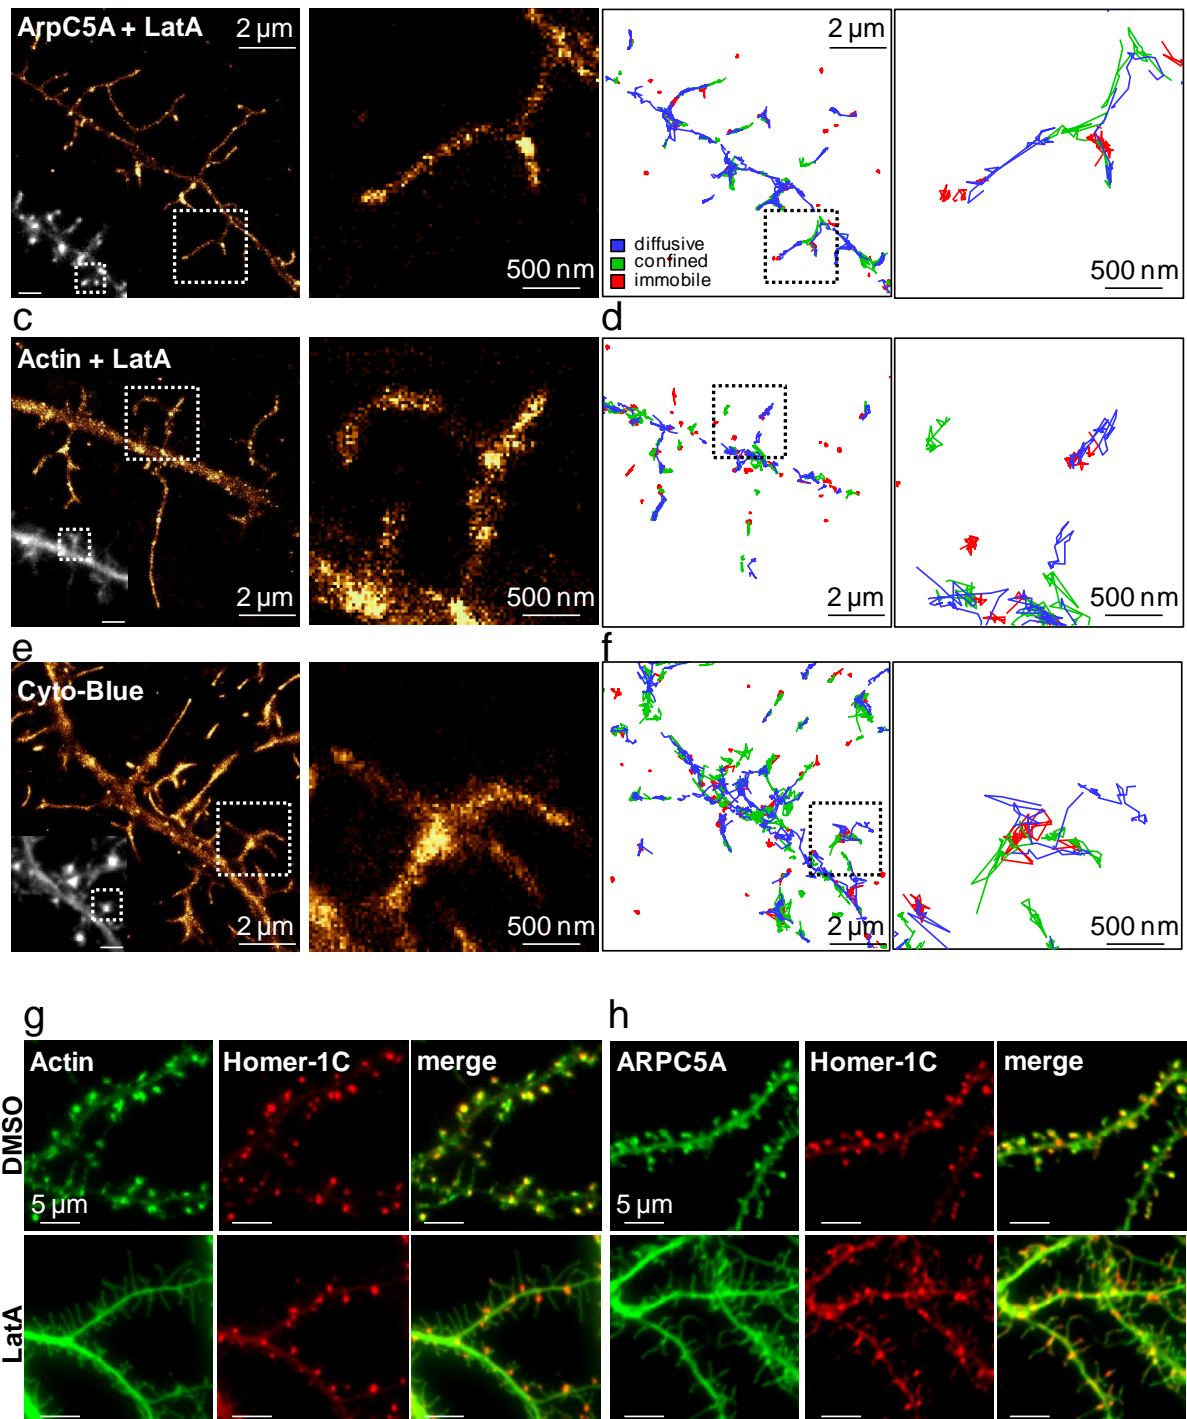 ArpC5A + LatA
2 µm
500 nm
2 µm
diffusive
confined
immobile
500 nm
c
d
Actin + LatA
2 µm
500 nm
2 µm
500 nm
e
f
Cyto-Blue
2 µm
500 nm
2 µm
500 nm
g
h
DMSO
Actin
Homer-1C
merge
ARPC5A
Homer-1C
merge
5 µm
5 µm
LatA